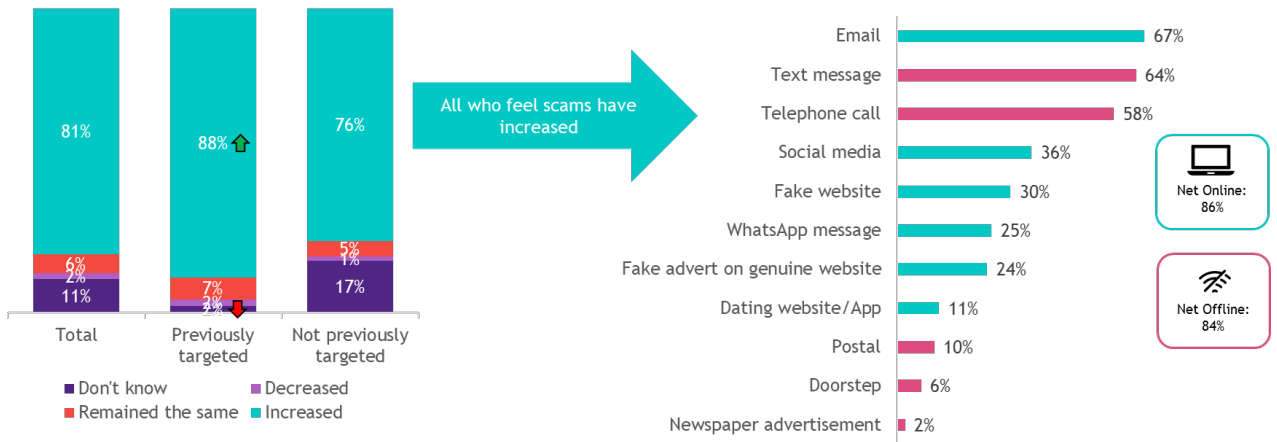 81%
6%
2%
11%
88%
7%
76%
5%
1%
17%
Total
Previously
targeted
Not previously
targeted
Don't know
Decreased
Remained the same
Increased
All who feel scams have
increased
Email 67%
Text message 64%
Telephone call 58%
Social media 36%
Fake website 30%
WhatsApp message 25%
Fake advert on genuine website 24%
Dating website/App 11%
Postal 10%
Doorstep 6%
Newspaper advertisement 2%
Net Online:
86%
Net Offline:
84%